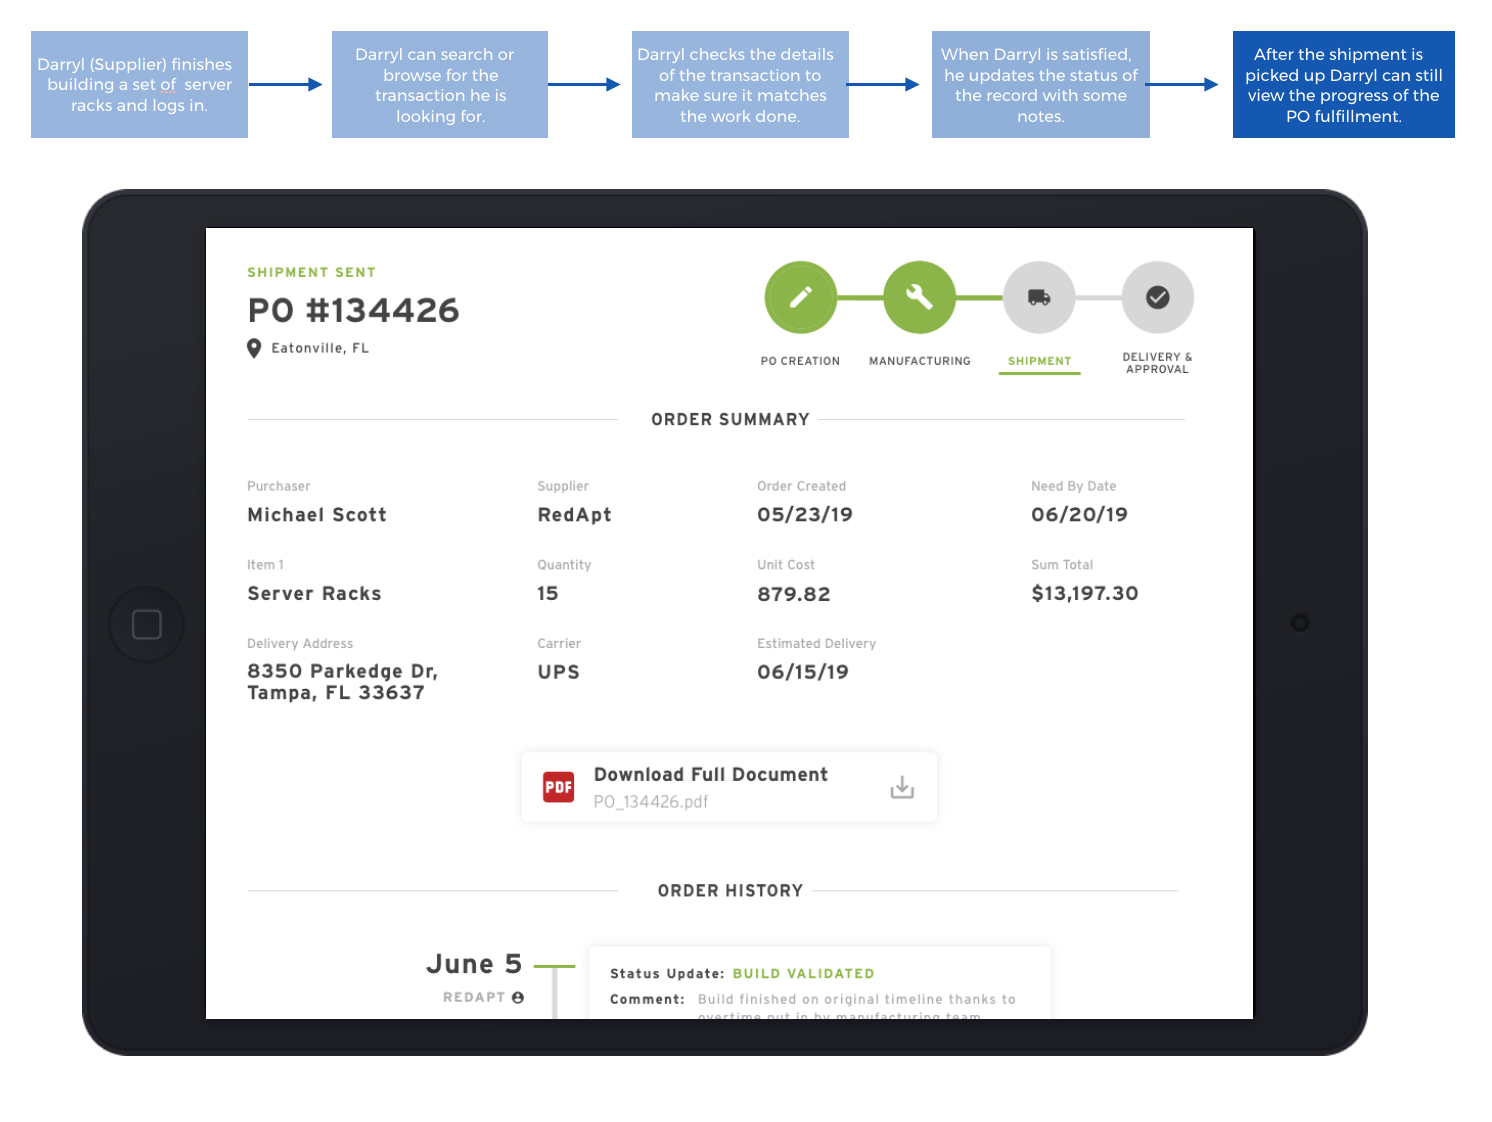 Darryl (Supplier) finishes
building a set of  server
racks and logs in.
Darryl can search or
browse for the
transaction he is
looking for.
Darryl checks the details
of the transaction to
make sure it matches
the work done.
When Darryl is satisfied,
he updates the status of
the record with some
notes.
After the shipment is
picked up Darryl can still
view the progress of the
PO fulfillment.
SHIPMENT SENT
PO #134426
Eatonville, FL
PO CREATION
MANUFACTURING
SHIPMENT
DELIVERY &
APPROVAL
ORDER SUMMARY
Purchaser
Michael Scott
Supplier
RedApt
Order Created
05/23/19
Need By Date
06/20/19
Item 1
Server Racks
Quantity
15
Unit Cost
879.82
Sum Total
$13,197.30
Delivery Address
8350 Parkedge Dr,
Tampa, FL 33637
Carrier
UPS
Estimated Delivery
06/15/19
PDF
Download Full Document
PO_134426.pdf
ORDER HISTORY
June 5
REDAPT
Status Update: BUILD VALIDATED
Comment: Build finished on original timeline thanks to
overtime put in by manufacturing team